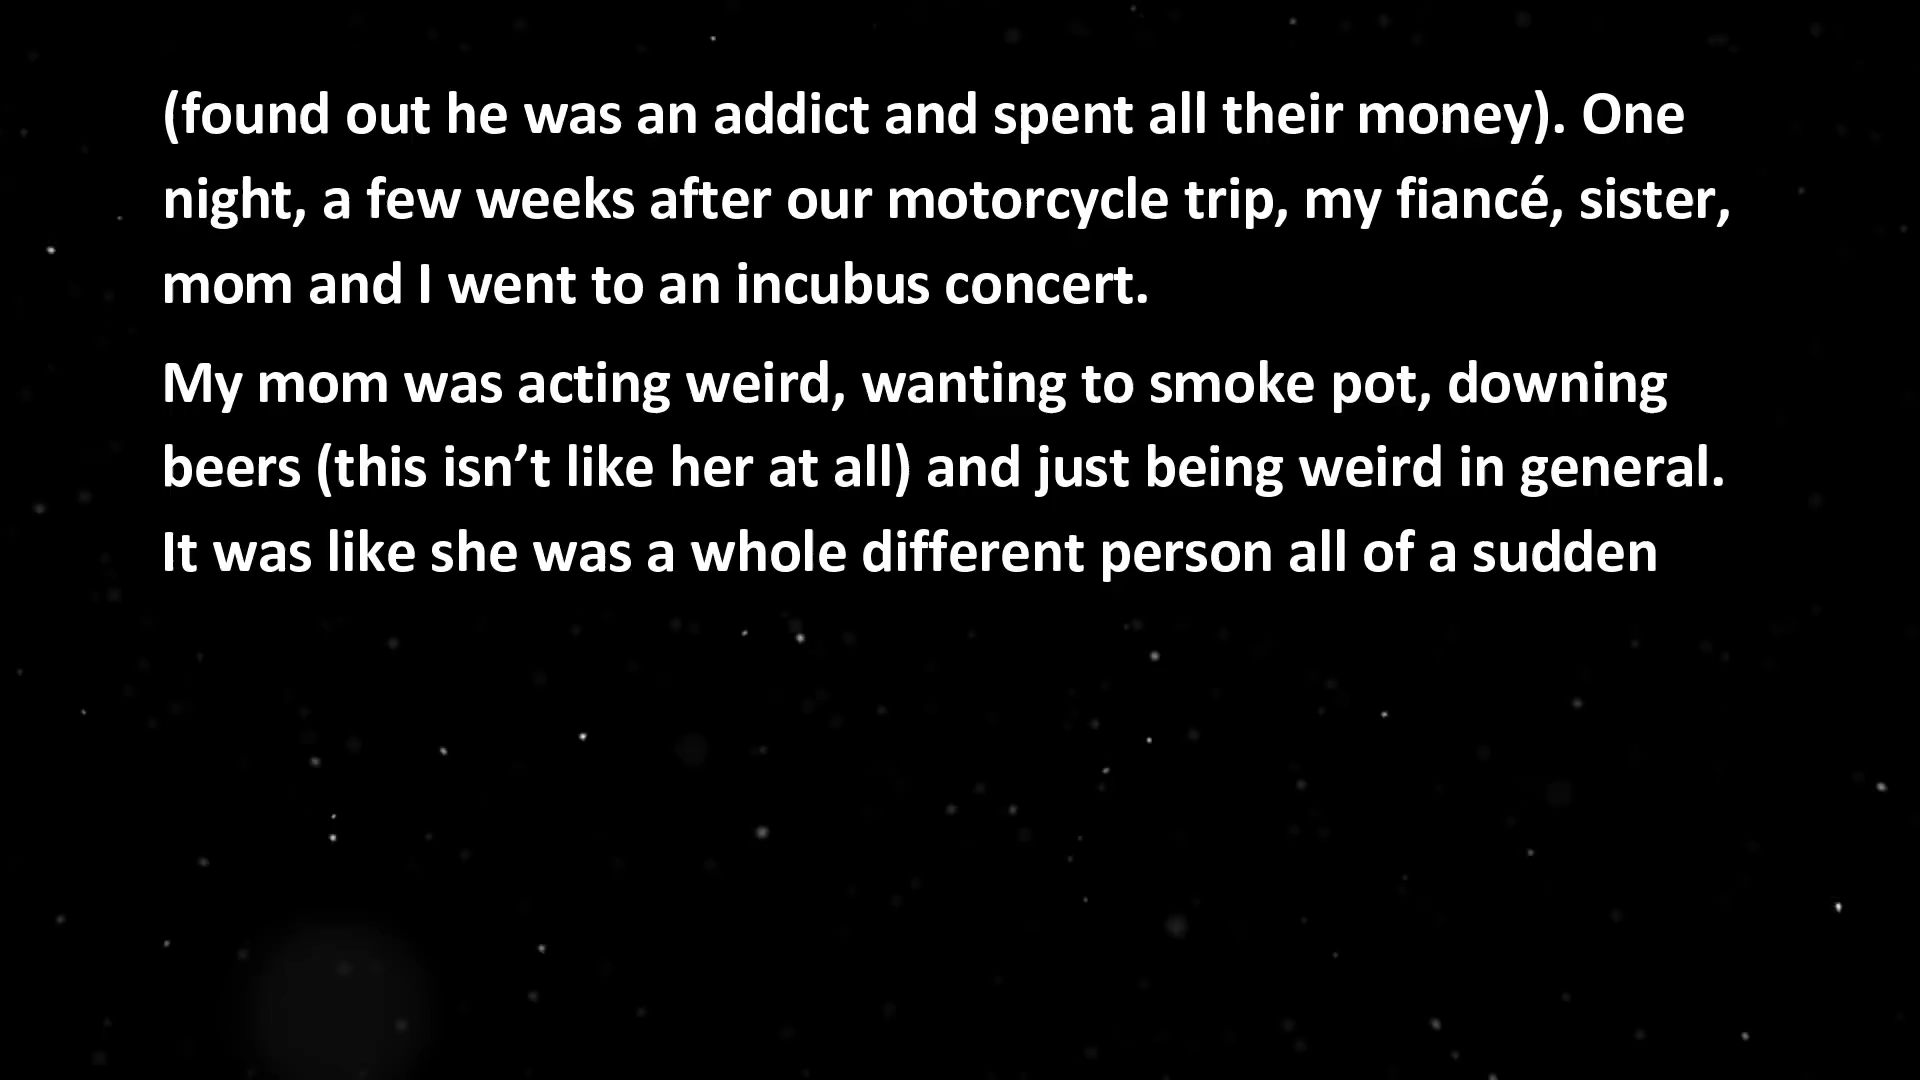 (found out he was an addict and spent all their money). One
night, a few weeks after our motorcycle trip, my fiancé, sister,
mom and I went to an incubus concert.
My mom was acting weird, wanting to smoke pot, downing
beers (this isn’t like her at all) and just being weird in general.
It was like she was a whole different person all of a sudden